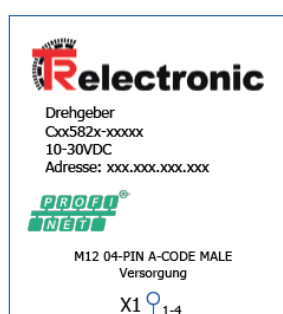 TRelectronic
Drehgeber
Cxx582x-xxxxx
10-30VDC
Adresse: xxx.xxx.xxx.xxx
PROFI®
NET
M12 04-PIN A-CODE MALE
Versorgung
X1 1-4